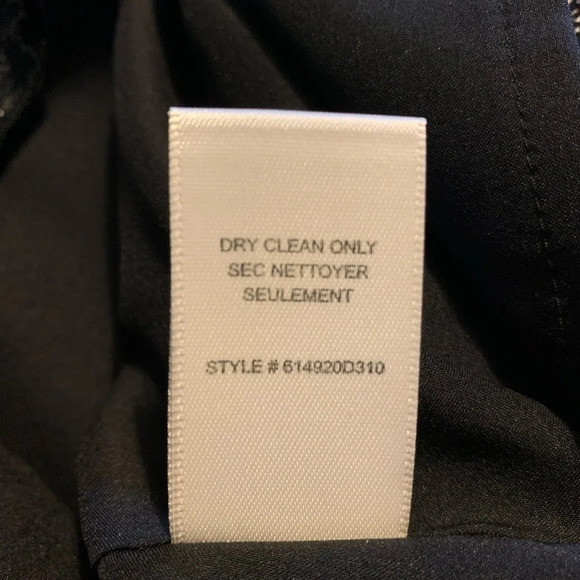 DRY CLEAN ONLY
SEC NETTOYER
SEULEMENT
STYLE # 614920D310